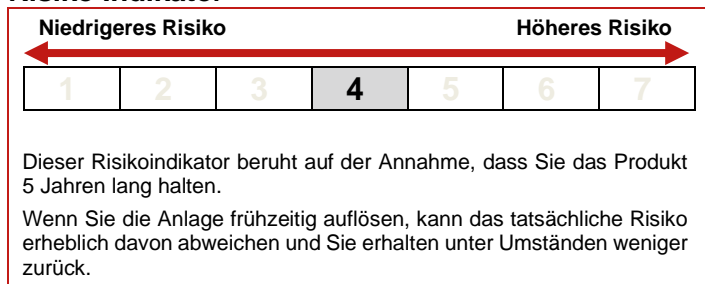 Risiko-Indikator
Niedrigeres Risiko Höheres Risiko
1 2 3 4 5 6 7
Dieser Risikoindikator beruht auf der Annahme, dass Sie das Produkt
5 Jahren lang halten.
Wenn Sie die Anlage frühzeitig auflösen, kann das tatsächliche Risiko
erheblich davon abweichen und Sie erhalten unter Umständen weniger
zurück.